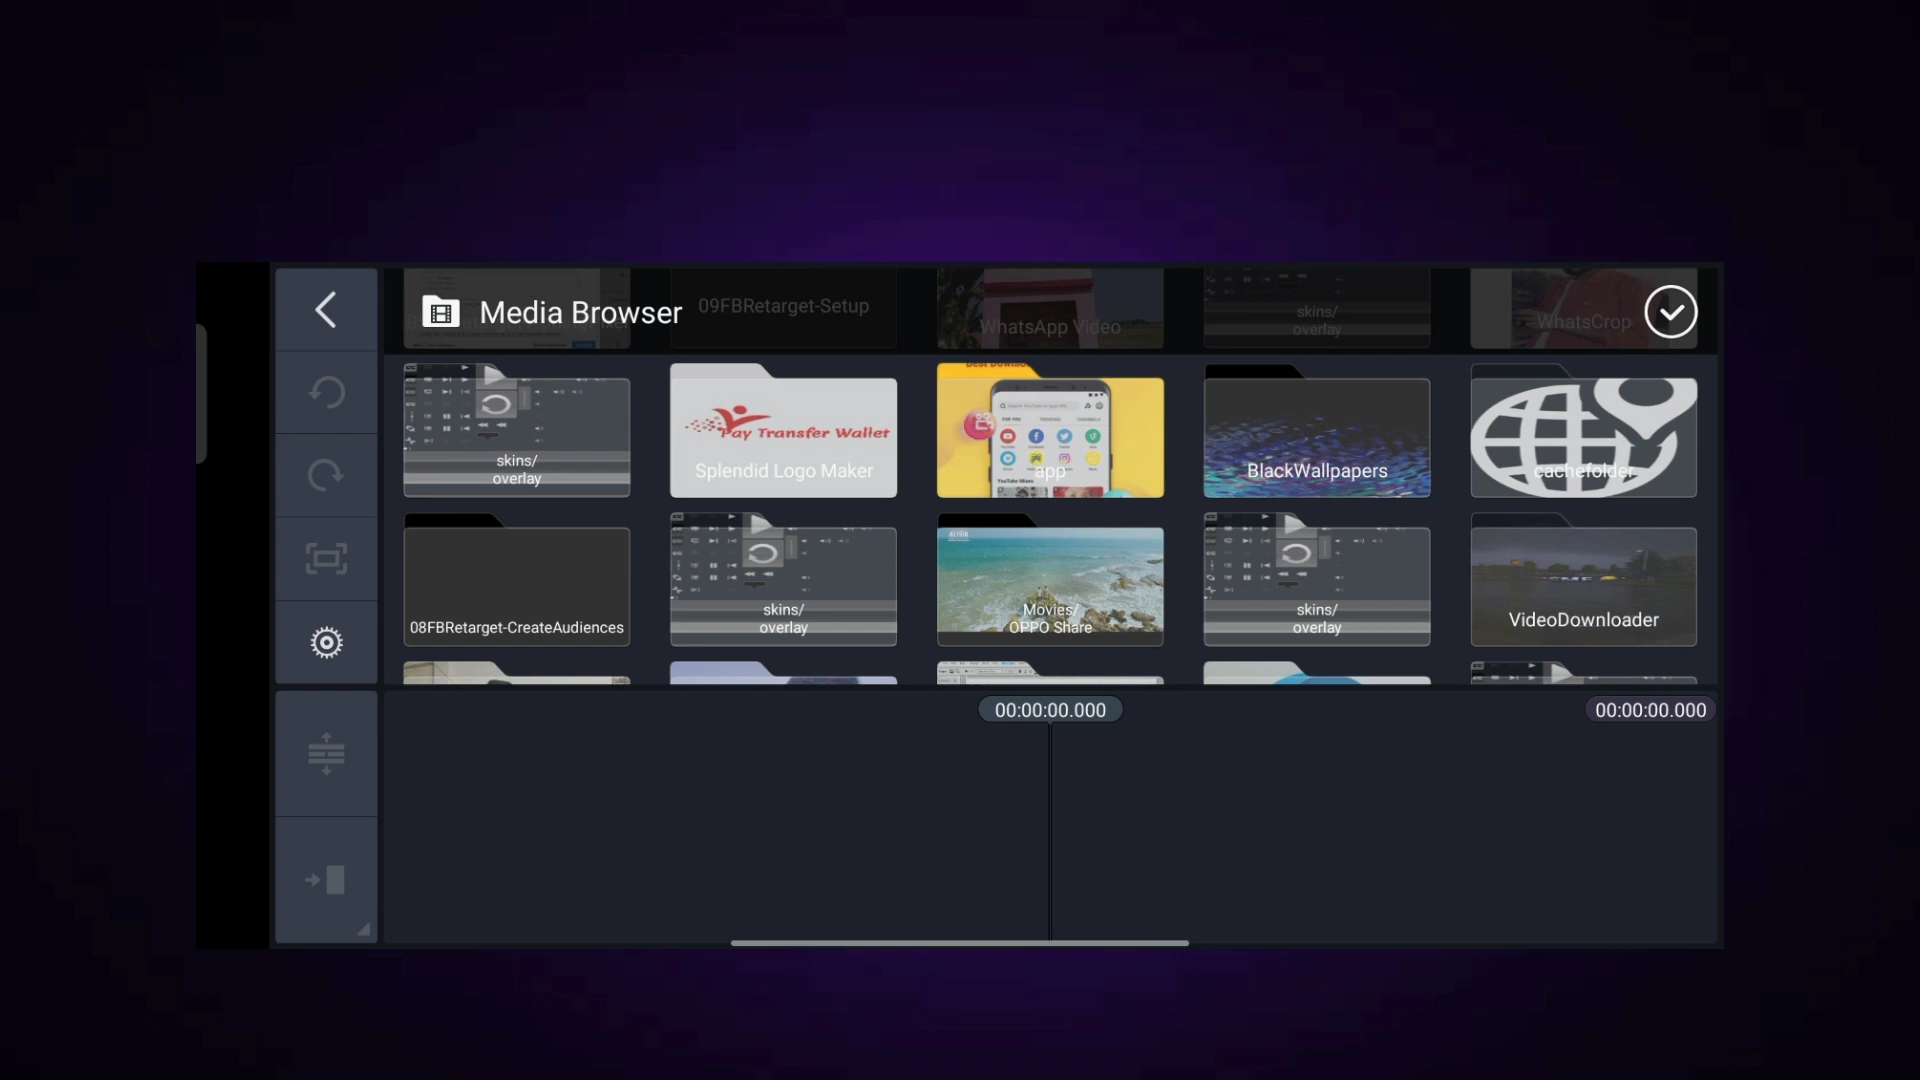 Media Browser
09FBRetarget-Setup
WhatsApp Video
skins/
overlay
WhatsCrop
skins/
overlay
Pay Transfer Wallet
Splendid Logo Maker
app
BlackWallpapers
cachefolder
08FBRetarget-CreateAudiences
skins/
overlay
Movies/
OPPO Share
skins/
overlay
VideoDownloader
00:00:00.000
00:00:00.000